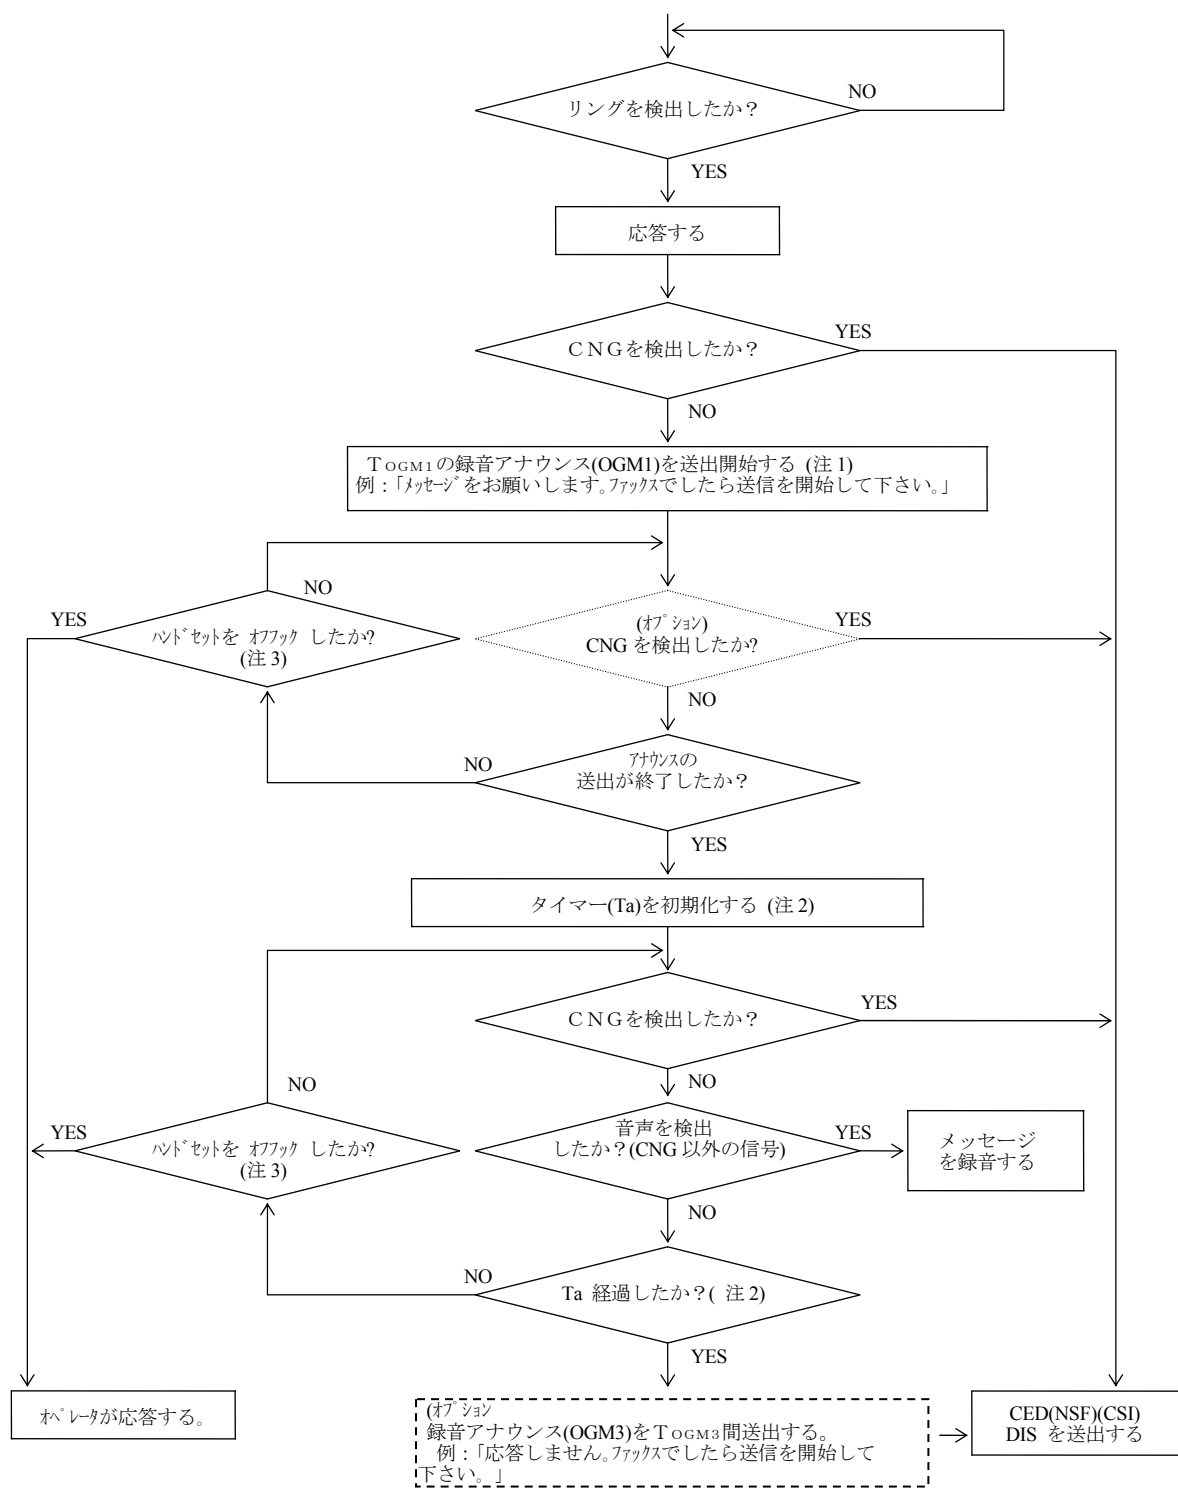 リングを検出したか？
NO
YES
応答する
ＣＮＧを検出したか？
YES
NO
ＴOGM1の録音アナウンス(OGM1)を送出開始する (注 1)
例：「ﾒｯｾｰｼﾞをお願いします。ﾌｧｯｸｽでしたら送信を開始して下さい。」
NO
YES
ﾊﾝﾄﾞｾｯﾄを ｵﾌﾌｯｸ したか?
(注 3)
(ｵﾌﾟｼｮﾝ)
CNG を検出したか?
YES
NO
ｱﾅｳﾝｽの
送出が終了したか？
NO
YES
タイマー(Ta)を初期化する (注 2)
ＣＮＧを検出したか？
YES
NO
NO
YES
ﾊﾝﾄﾞｾｯﾄを ｵﾌﾌｯｸ したか?
(注 3)
音声を検出
したか？(CNG 以外の信号)
YES
メッセージ
を録音する
NO
NO
Ta 経過したか？( 注 2)
YES
ｵﾍﾟﾚｰﾀが応答する。
(ｵﾌﾟｼｮﾝ
録音アナウンス(OGM3)をＴOGM3間送出する。
例：「応答しません。ﾌｧｯｸｽでしたら送信を開始して
下さい。」
CED(NSF)(CSI)
DIS を送出する